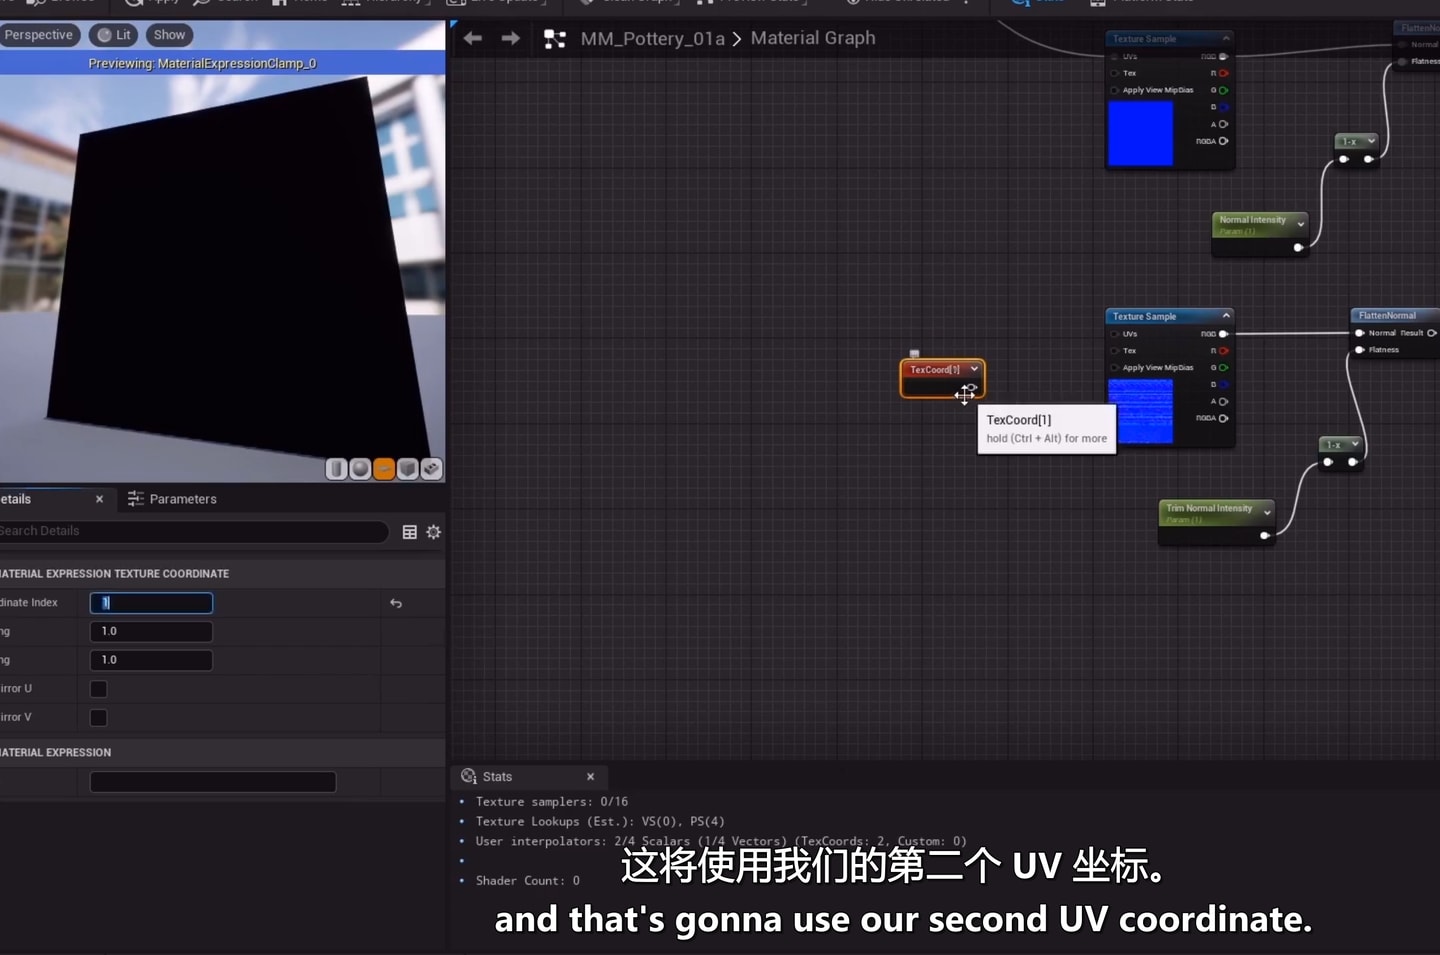 Perspective
Lit
Show
Previewing: MaterialExpressionClamp_0
MM_Pottery_01a > Material Graph
Texture Sample
UVs
RGB
Tex
R
Apply View MipBias
G
B
A
RGBA
Normal
Flatness
1-x
Normal Intensity
Param (1)
Texture Sample
UVs
RGB
Tex
R
Apply View MipBias
G
B
A
RGBA
FlattenNormal
Normal Result
Flatness
TexCoord[1]
TexCoord[1]
hold (Ctrl + Alt) for more
1-x
Trim Normal Intensity
Param (1)
etails
Parameters
Search Details
MATERIAL EXPRESSION TEXTURE COORDINATE
dinate Index
1
ng
1.0
ng
1.0
irror U
irror V
MATERIAL EXPRESSION
Stats
• Texture samplers: 0/16
• Texture Lookups (Est.): VS(0), PS(4)
• User interpolators: 2/4 Scalars (1/4 Vectors) (TexCoords: 2, Custom: 0)
•
• Shader Count: 0
这将使用我们的第二个 UV 坐标。
and that's gonna use our second UV coordinate.